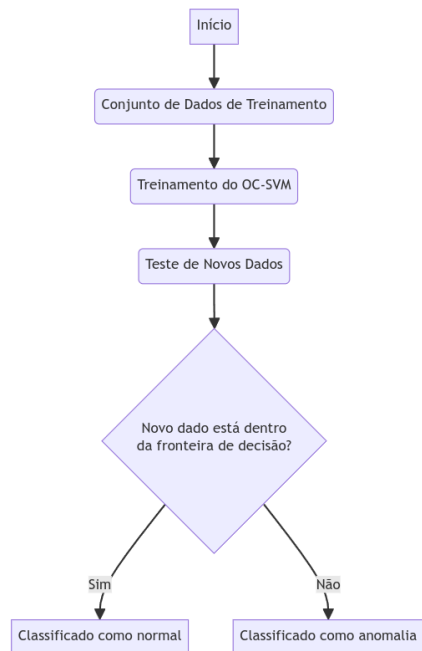 Início
Conjunto de Dados de Treinamento
Treinamento do OC-SVM
Teste de Novos Dados
Novo dado está dentro
da fronteira de decisão?
Sim
Não
Classificado como normal
Classificado como anomalia